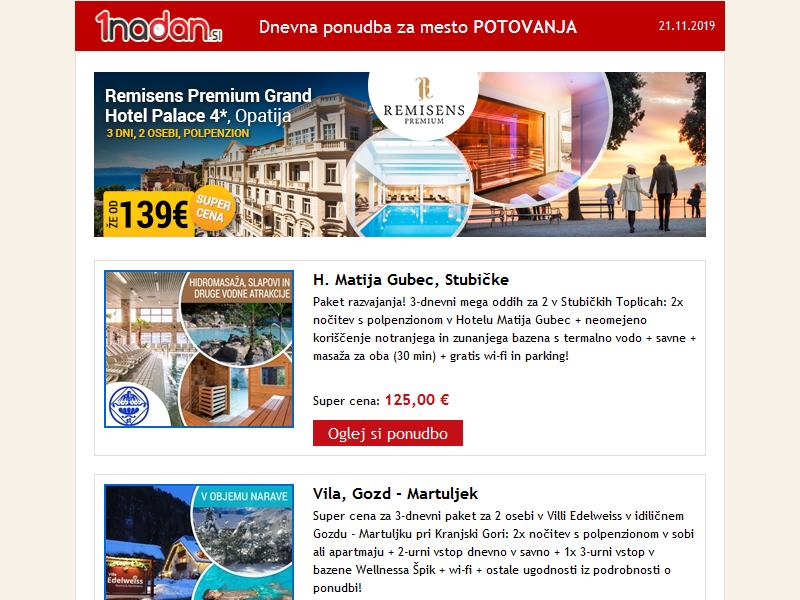 1nadan.si
Dnevna ponudba za mesto POTOVANJA
21.11.2019
Remisens Premium Grand
Hotel Palace 4*, Opatija
3 DNI, 2 OSEBI, POLPENZION
ŽE OD 139€
SUPER
CENA
REMISENS
PREMIUM
HIDROMASAŽA, SLAPOVI IN
DRUGE VODNE ATRAKCIJE
H. Matija Gubec, Stubičke
Paket razvajanja! 3-dnevni mega oddih za 2 v Stubičkih Toplicah: 2x
nočitev s polpenzionom v Hotelu Matija Gubec + neomejeno
koriščenje notranjega in zunanjega bazena s termalno vodo + savne +
masaža za oba (30 min) + gratis wi-fi in parking!
Super cena: 125,00 €
Oglej si ponudbo
V OBJEMU NARAVE
Vila
Edelweiss
Vila, Gozd - Martuljek
Super cena za 3-dnevni paket za 2 osebi v Villi Edelweiss v idiličnem
Gozdu - Martuljku pri Kranjski Gori: 2x nočitev s polpenzionom v sobi
ali apartmaju + 2-urni vstop dnevno v savno + 1x 3-urni vstop v
bazene Wellnessa Špik + wi-fi + ostale ugodnosti iz podrobnosti o
ponudbi!